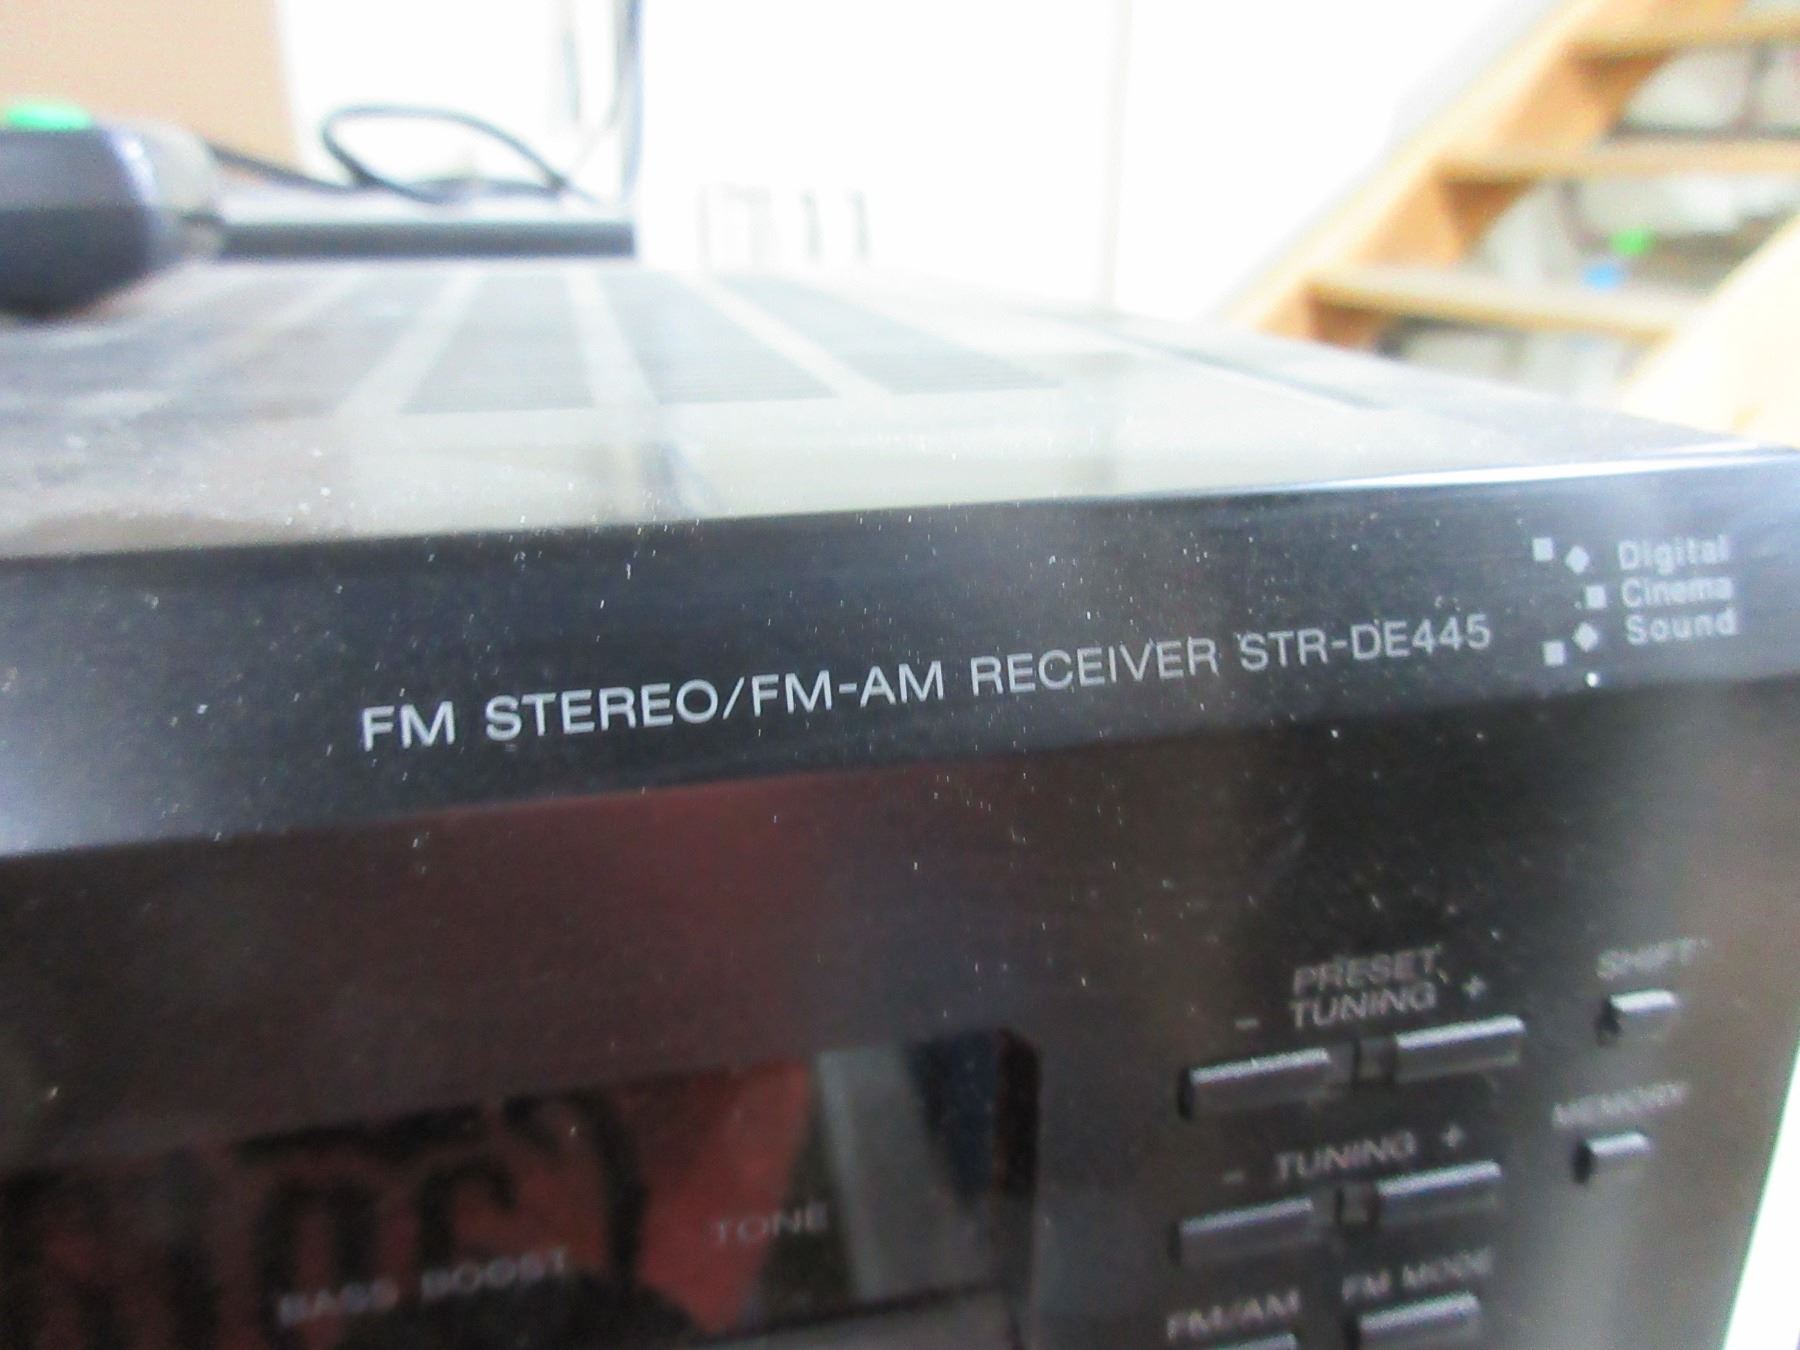 FM STEREO/FM-AM RECEIVER STR-DE445
Digital
Cinema
Sound
PRESET
- TUNING +
SHIFT
MEMORY
- TUNING +
TONE
BASS BOOST
FM/AM
FM MODE